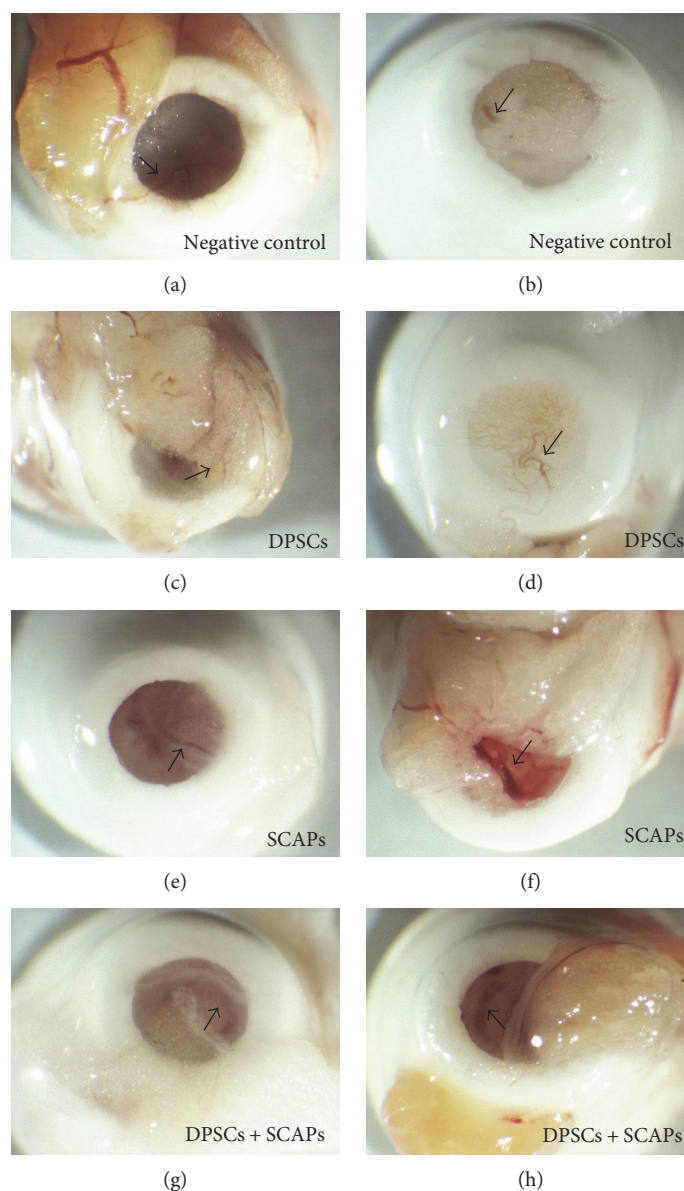 Negative control
Negative control
(a)
(b)
DPSCs
DPSCs
(c)
(d)
SCAPs
SCAPs
(e)
(f)
DPSCs + SCAPs
DPSCs + SCAPs
(g)
(h)